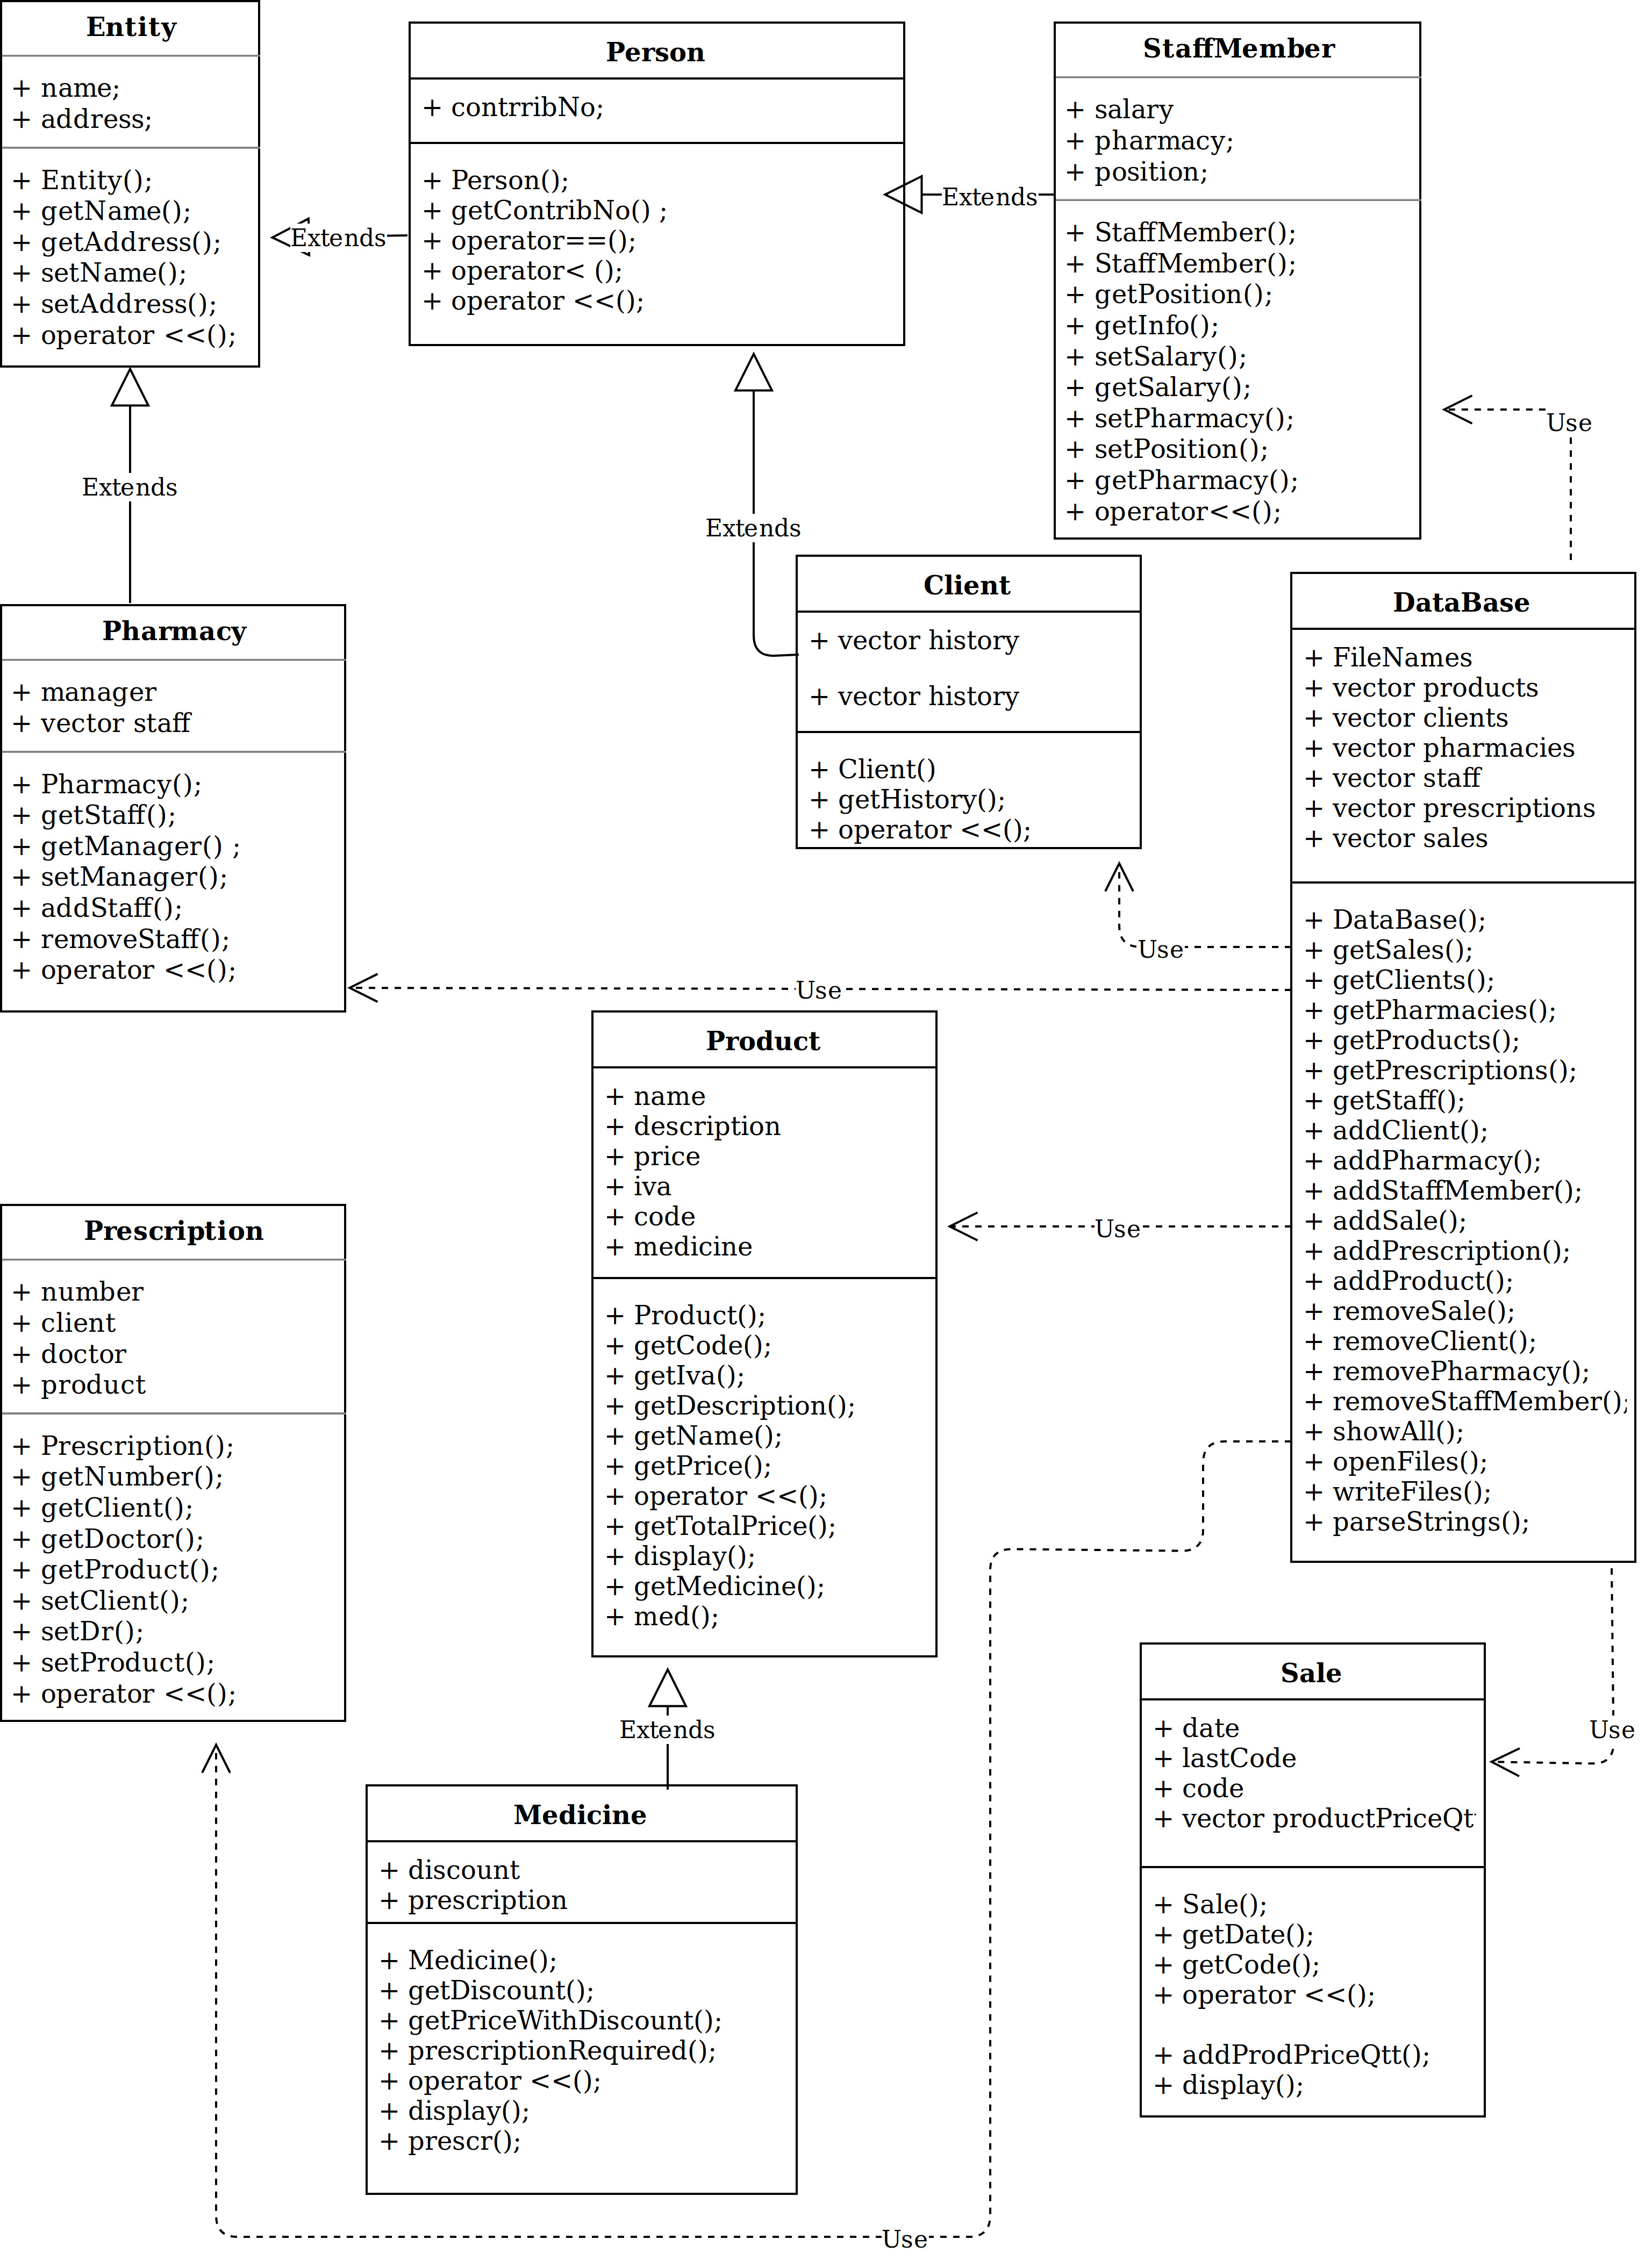 Entity
+ name;
+ address;
+ Entity();
+ getName();
+ getAddress();
+ setName();
+ setAddress();
+ operator <<();
Extends
Person
+ contrribNo;
+ Person();
+ getContribNo() ;
+ operator==();
+ operator< ();
+ operator <<();
Extends
StaffMember
+ salary
+ pharmacy;
+ position;
+ StaffMember();
+ StaffMember();
+ getPosition();
+ getInfo();
+ setSalary();
+ getSalary();
+ setPharmacy();
+ setPosition();
+ getPharmacy();
+ operator<<();
Use
Extends
Extends
Pharmacy
+ manager
+ vector staff
+ Pharmacy();
+ getStaff();
+ getManager() ;
+ setManager();
+ addStaff();
+ removeStaff();
+ operator <<();
Client
+ vector history
+ vector history
+ Client()
+ getHistory();
+ operator <<();
Use
Use
DataBase
+ FileNames
+ vector products
+ vector clients
+ vector pharmacies
+ vector staff
+ vector prescriptions
+ vector sales
+ DataBase();
+ getSales();
+ getClients();
+ getPharmacies();
+ getProducts();
+ getPrescriptions();
+ getStaff();
+ addClient();
+ addPharmacy();
+ addStaffMember();
+ addSale();
+ addPrescription();
+ addProduct();
+ removeSale();
+ removeClient();
+ removePharmacy();
+ removeStaffMember();
+ showAll();
+ openFiles();
+ writeFiles();
+ parseStrings();
Product
+ name
+ description
+ price
+ iva
+ code
+ medicine
+ Product();
+ getCode();
+ getIva();
+ getDescription();
+ getName();
+ getPrice();
+ operator <<();
+ getTotalPrice();
+ display();
+ getMedicine();
+ med();
Use
Prescription
+ number
+ client
+ doctor
+ product
+ Prescription();
+ getNumber();
+ getClient();
+ getDoctor();
+ getProduct();
+ setClient();
+ setDr();
+ setProduct();
+ operator <<();
Extends
Medicine
+ discount
+ prescription
+ Medicine();
+ getDiscount();
+ getPriceWithDiscount();
+ prescriptionRequired();
+ operator <<();
+ display();
+ prescr();
Sale
+ date
+ lastCode
+ code
+ vector productPriceQt
+ Sale();
+ getDate();
+ getCode();
+ operator <<();
+ addProdPriceQtt();
+ display();
Use
Use